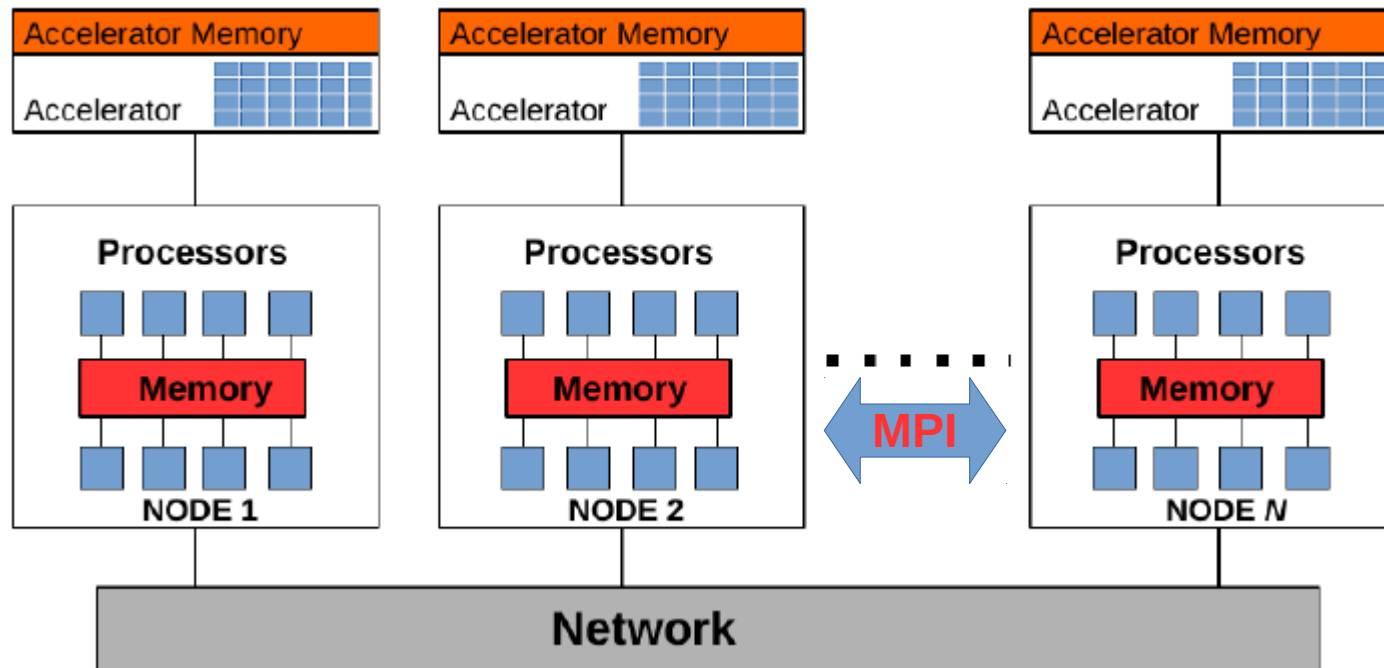 Accelerator Memory
Accelerator
Processors
Memory
NODE 1
Accelerator Memory
Accelerator
Processors
Memory
NODE 2
MPI
Accelerator Memory
Accelerator
Processors
Memory
NODE N
Network